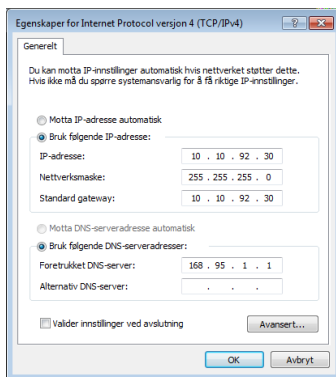 Egenskaper for Internet Protocol versjon 4 (TCP/IPv4)
Generelt
Du kan motta IP-innstillinger automatisk hvis nettverket støtter dette.
Hvis ikke må du spørre systemansvarlig for å få riktige IP-innstillinger.
Motta IP-adresse automatisk
Bruk følgende IP-adresse:
IP-adresse: 10 . 10 . 92 . 30
Nettverksmaske: 255 . 255 . 255 . 0
Standard gateway: 10 . 10 . 92 . 30
Motta DNS-serveradresse automatisk
Bruk følgende DNS-serveradresser:
Foretrukket DNS-server: 168 . 95 . 1 . 1
Alternativ DNS-server: . . .
Valider innstillinger ved avslutning Avansert...
OK Avbryt